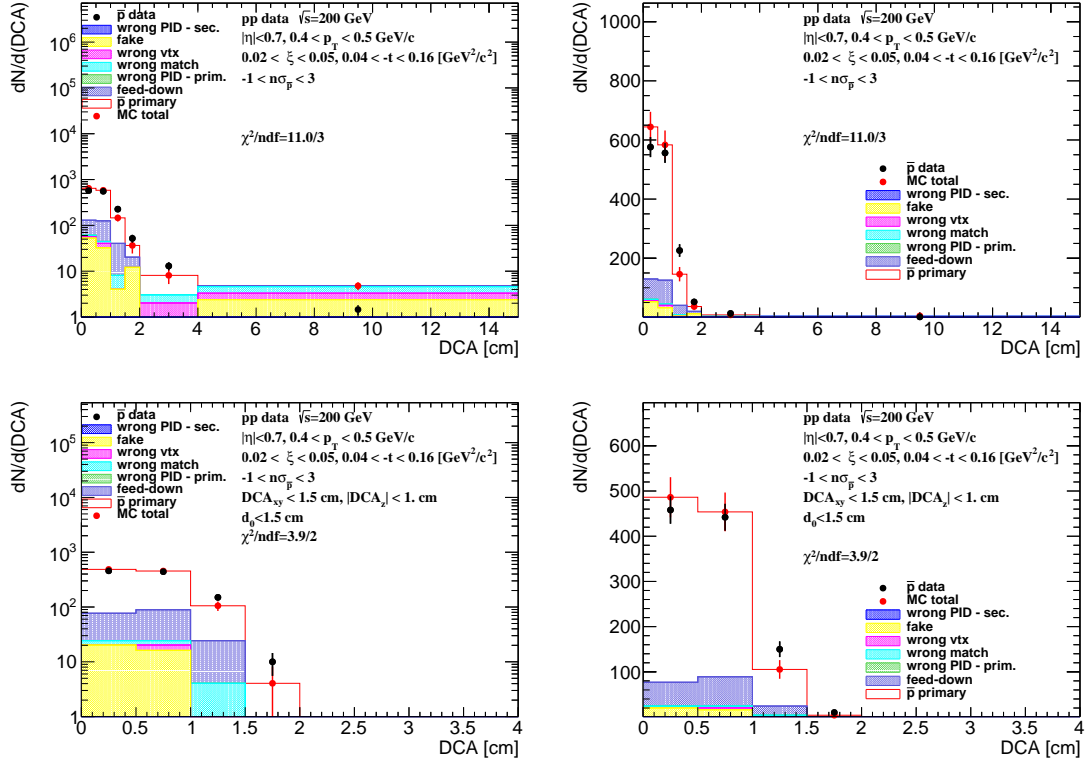 dN/d(DCA)
10⁶
10⁵
10⁴
10³
10²
10
1
p̄ data
wrong PID - sec.
fake
wrong vtx
wrong match
wrong PID - prim.
feed-down
p̄ primary
MC total
pp data √s=200 GeV
|η|<0.7, 0.4 < p_T < 0.5 GeV/c
0.02 < ξ < 0.05, 0.04 < -t < 0.16 [GeV²/c²]
-1 < nσ_p̄ < 3
χ²/ndf=11.0/3
0 2 4 6 8 10 12 14
DCA [cm]
dN/d(DCA)
1000
800
600
400
200
pp data √s=200 GeV
|η|<0.7, 0.4 < p_T < 0.5 GeV/c
0.02 < ξ < 0.05, 0.04 < -t < 0.16 [GeV²/c²]
-1 < nσ_p̄ < 3
χ²/ndf=11.0/3
p̄ data
MC total
wrong PID - sec.
fake
wrong vtx
wrong match
wrong PID - prim.
feed-down
p̄ primary
0 2 4 6 8 10 12 14
DCA [cm]
dN/d(DCA)
10⁵
10⁴
10³
10²
10
1
p̄ data
wrong PID - sec.
fake
wrong vtx
wrong match
wrong PID - prim.
feed-down
p̄ primary
MC total
pp data √s=200 GeV
|η|<0.7, 0.4 < p_T < 0.5 GeV/c
0.02 < ξ < 0.05, 0.04 < -t < 0.16 [GeV²/c²]
-1 < nσ_p̄ < 3
DCA_xy < 1.5 cm, |DCA_z| < 1. cm
d₀<1.5 cm
χ²/ndf=3.9/2
0 0.5 1 1.5 2 2.5 3 3.5 4
DCA [cm]
dN/d(DCA)
600
500
400
300
200
100
pp data √s=200 GeV
|η|<0.7, 0.4 < p_T < 0.5 GeV/c
0.02 < ξ < 0.05, 0.04 < -t < 0.16 [GeV²/c²]
-1 < nσ_p̄ < 3
DCA_xy < 1.5 cm, |DCA_z| < 1. cm
d₀<1.5 cm
χ²/ndf=3.9/2
p̄ data
MC total
wrong PID - sec.
fake
wrong vtx
wrong match
wrong PID - prim.
feed-down
p̄ primary
0 0.5 1 1.5 2 2.5 3 3.5 4
DCA [cm]